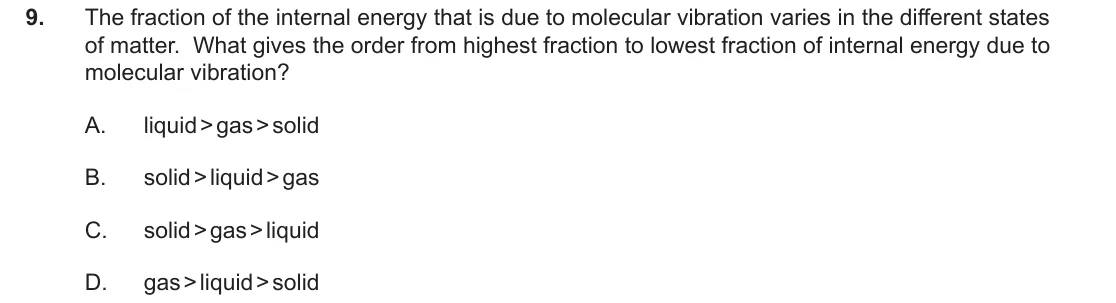 9. The fraction of the internal energy that is due to molecular vibration varies in the different states
of matter. What gives the order from highest fraction to lowest fraction of internal energy due to
molecular vibration?
A. liquid > gas > solid
B. solid > liquid > gas
C. solid > gas > liquid
D. gas > liquid > solid